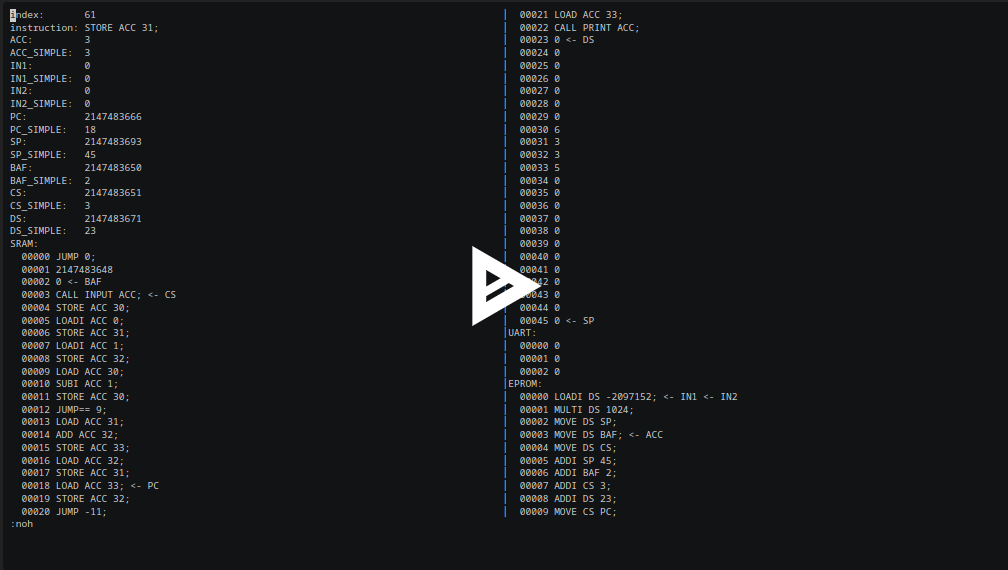 index: 61
instruction: STORE ACC 31;
ACC: 3
ACC_SIMPLE: 3
IN1: 0
IN1_SIMPLE: 0
IN2: 0
IN2_SIMPLE: 0
PC: 2147483666
PC_SIMPLE: 18
SP: 2147483693
SP_SIMPLE: 45
BAF: 2147483650
BAF_SIMPLE: 2
CS: 2147483651
CS_SIMPLE: 3
DS: 2147483671
DS_SIMPLE: 23
SRAM:
00000 JUMP 0;
00001 2147483648
00002 0 <- BAF
00003 CALL INPUT ACC; <- CS
00004 STORE ACC 30;
00005 LOADI ACC 0;
00006 STORE ACC 31;
00007 LOADI ACC 1;
00008 STORE ACC 32;
00009 LOAD ACC 30;
00010 SUBI ACC 1;
00011 STORE ACC 30;
00012 JUMP== 9;
00013 LOAD ACC 31;
00014 ADD ACC 32;
00015 STORE ACC 33;
00016 LOAD ACC 32;
00017 STORE ACC 31;
00018 LOAD ACC 33; <- PC
00019 STORE ACC 32;
00020 JUMP -11;
:noh
00021 LOAD ACC 33;
00022 CALL PRINT ACC;
00023 0 <- DS
00024 0
00025 0
00026 0
00027 0
00028 0
00029 0
00030 6
00031 3
00032 3
00033 5
00034 0
00035 0
00036 0
00037 0
00038 0
00039 0
00040 0
00041 0
0
00043 0
00044 0
00045 0 <- SP
UART:
00000 0
00001 0
00002 0
EPROM:
00000 LOADI DS -2097152; <- IN1 <- IN2
00001 MULTI DS 1024;
00002 MOVE DS SP;
00003 MOVE DS BAF; <- ACC
00004 MOVE DS CS;
00005 ADDI SP 45;
00006 ADDI BAF 2;
00007 ADDI CS 3;
00008 ADDI DS 23;
00009 MOVE CS PC;